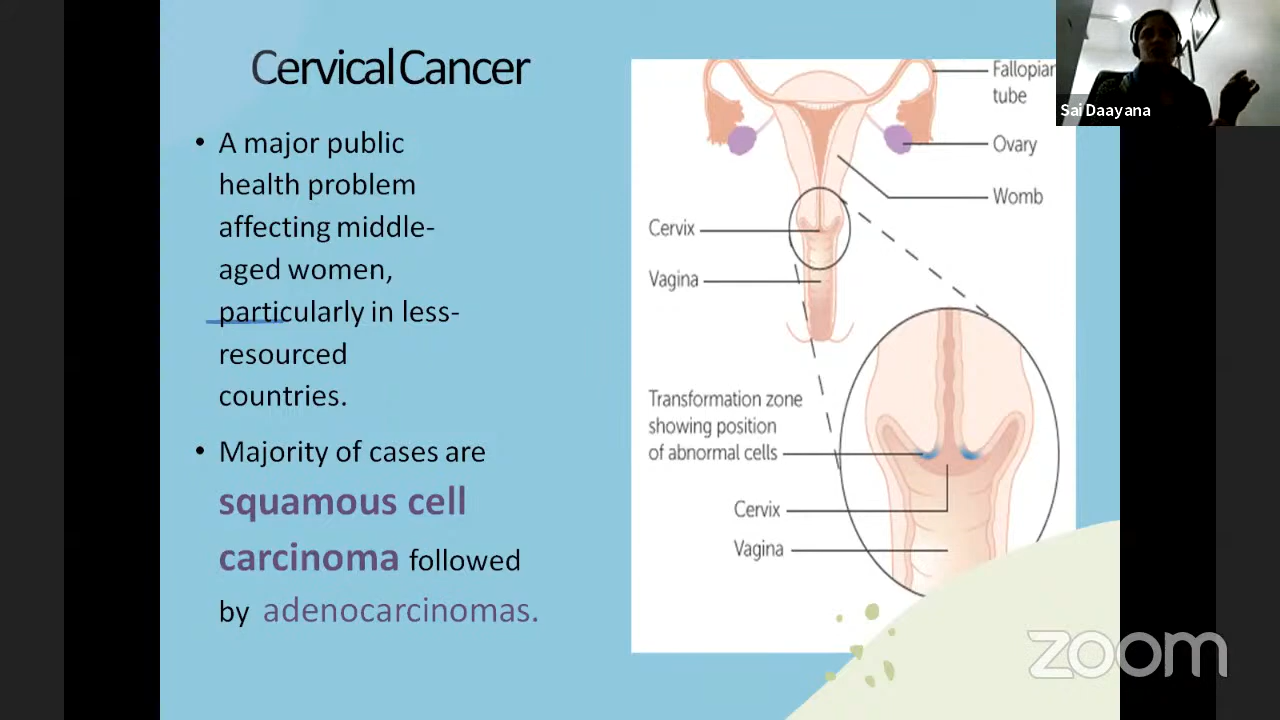 Cervical Cancer
• A major public
health problem
affecting middle-
aged women,
particularly in less-
resourced
countries.
• Majority of cases are
squamous cell
carcinoma followed
by adenocarcinomas.
Fallopian
tube
Ovary
Womb
Cervix
Vagina
Transformation zone
showing position
of abnormal cells
Cervix
Vagina
Sai Daayana
zoom